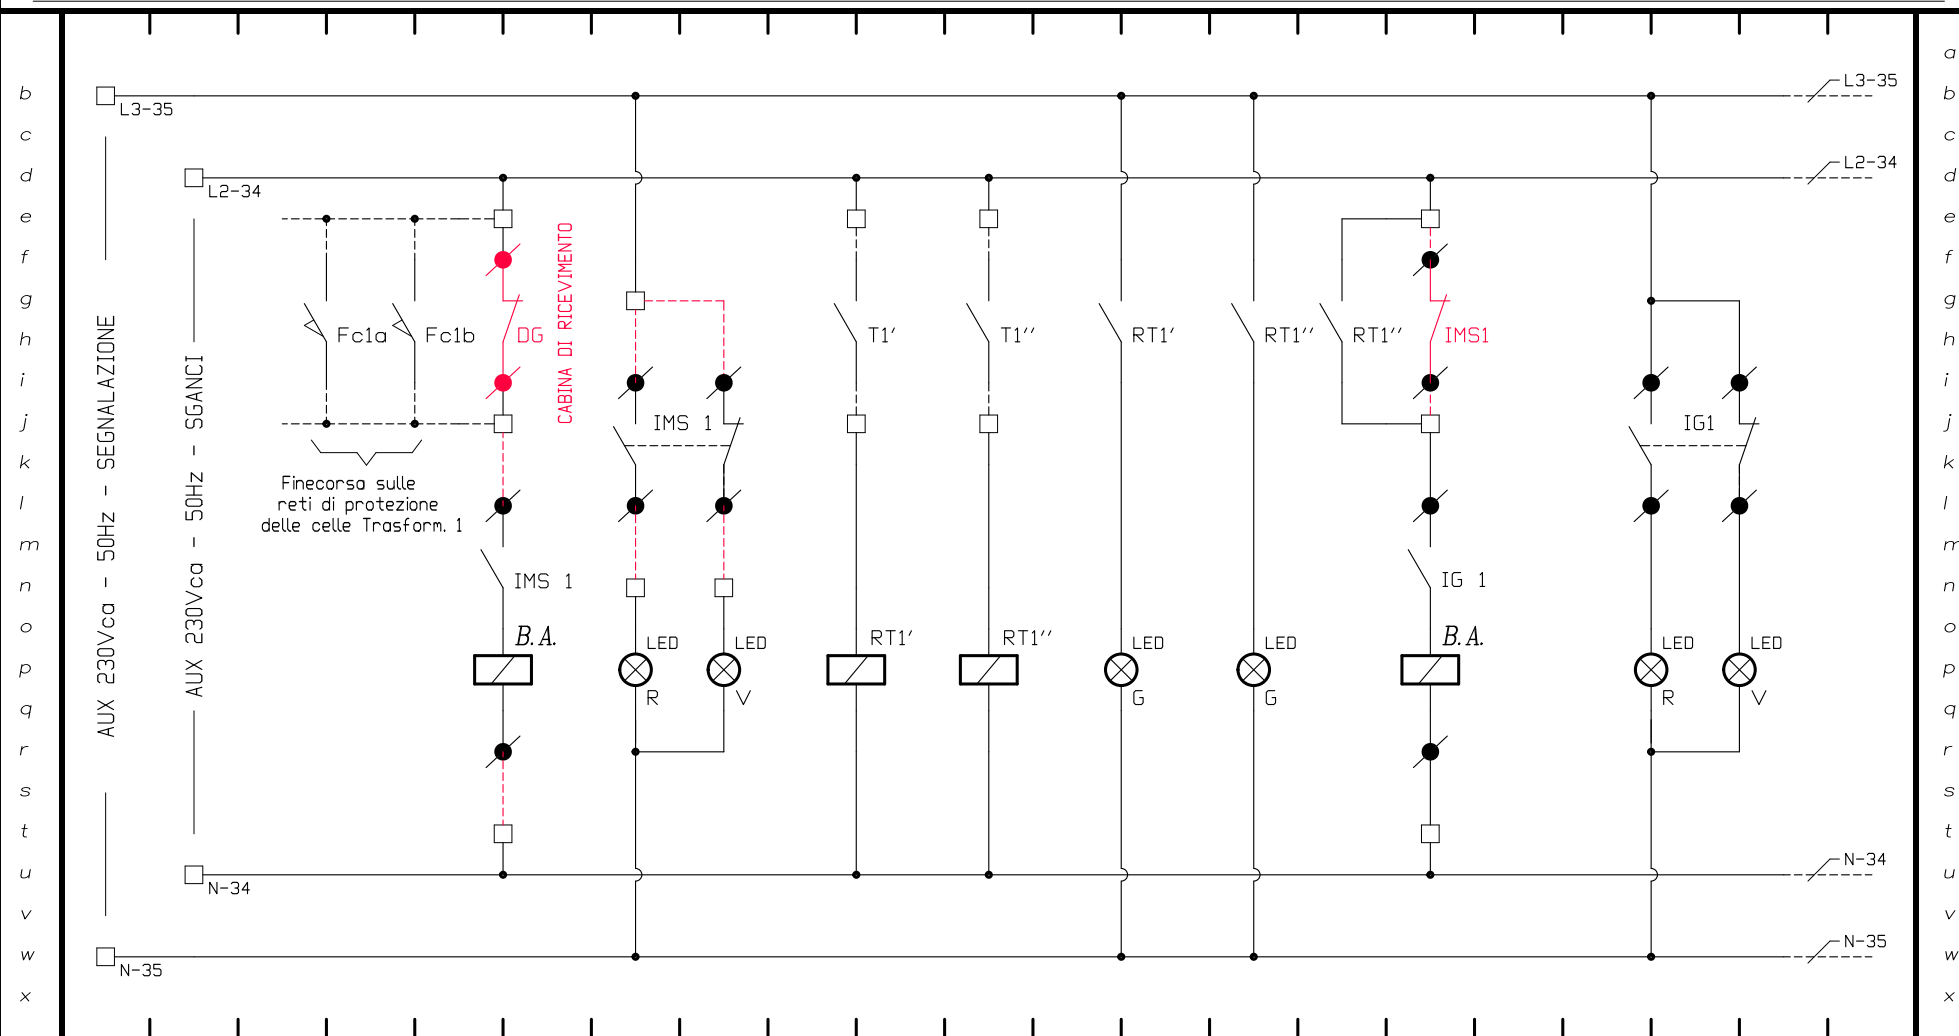 a
b
b
L3-35
L3-35
c
c
d
d
L2-34
L2-34
e
e
f
f
g
g
h
h
i
i
j
j
k
k
l
l
m
m
n
n
o
o
p
p
q
q
r
r
s
s
t
t
u
u
v
v
w
w
x
x
AUX 230Vca - 50Hz - SEGNALAZIONE
AUX 230Vca - 50Hz - SGANCI
Fc1a
Fc1b
DG
CABINA DI RICEVIMENTO
T1'
T1''
RT1'
RT1''
RT1''
IMS1
IMS 1
IG1
Finecorsa sulle
reti di protezione
delle celle Trasform. 1
IMS 1
IG 1
B.A.
LED
LED
RT1'
RT1''
LED
LED
B.A.
LED
LED
R
V
G
G
R
V
N-34
N-34
N-35
N-35